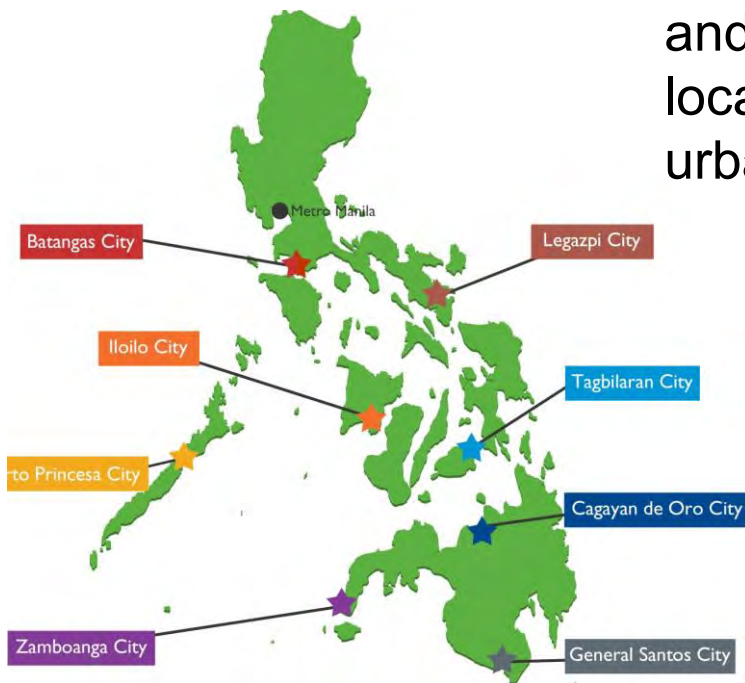 and
loca
urba
Metro Manila
Batangas City
Legazpi City
Iloilo City
Tagbilaran City
rto Princesa City
Cagayan de Oro City
Zamboanga City
General Santos City